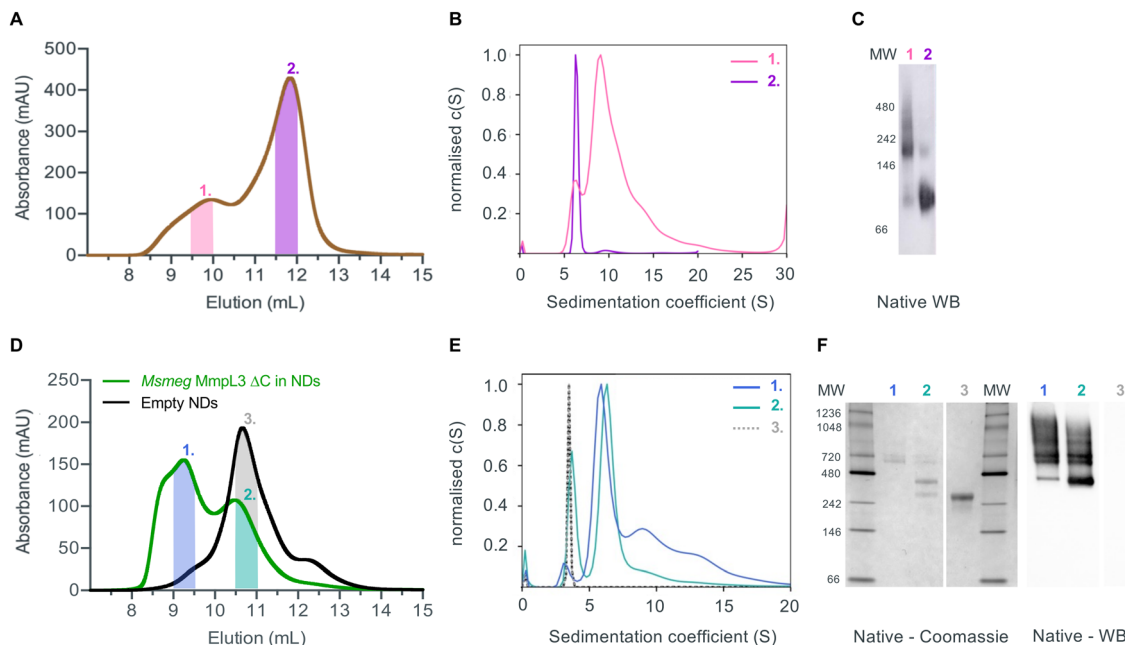 A
Absorbance (mAU)
500
400
300
200
100
0
1.
2.
8 9 10 11 12 13 14 15
Elution (mL)
B
normalised c(S)
1.0
0.8
0.6
0.4
0.2
1.
2.
0 5 10 15 20 25 30
Sedimentation coefficient (S)
C
MW 1 2
480
242
146
66
Native WB
D
Absorbance (mAU)
250
200
150
100
50
0
Msmeg MmpL3 ΔC in NDs
Empty NDs
1.
3.
2.
8 9 10 11 12 13 14 15
Elution (mL)
E
normalised c(S)
1.0
0.8
0.6
0.4
0.2
1.
2.
3.
0 5 10 15 20
Sedimentation coefficient (S)
F
MW 1 2 3 MW 1 2 3
1236
1048
720
480
242
146
66
Native - Coomassie
Native - WB